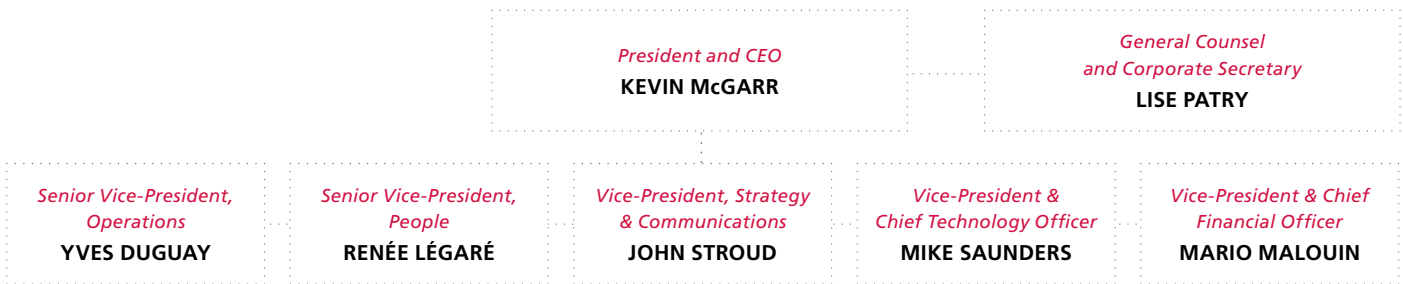 President and CEO
KEVIN McGARR
General Counsel
and Corporate Secretary
LISE PATRY
Senior Vice-President,
Operations
YVES DUGUAY
Senior Vice-President,
People
RENÉE LÉGARÉ
Vice-President, Strategy
& Communications
JOHN STROUD
Vice-President &
Chief Technology Officer
MIKE SAUNDERS
Vice-President & Chief
Financial Officer
MARIO MALOUIN